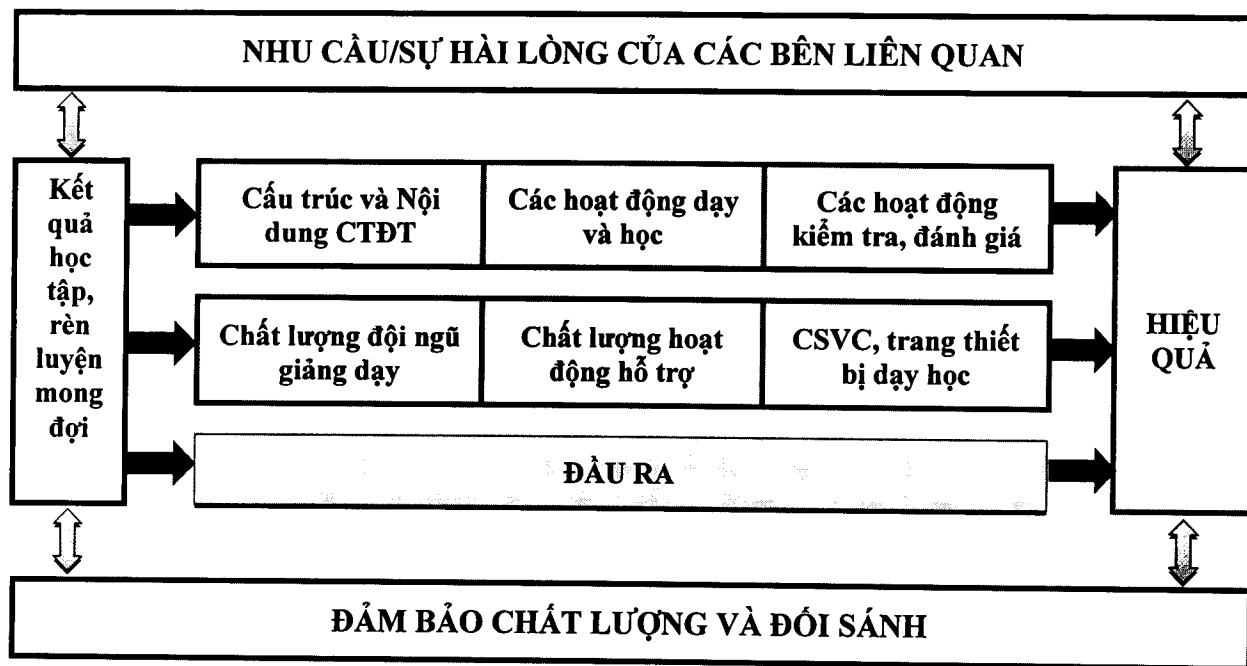 NHU CẦU/SỰ HÀI LÒNG CỦA CÁC BÊN LIÊN QUAN
Kết
quả
học
tập,
rèn
luyện
mong
đợi
Cấu trúc và Nội
dung CTĐT
Các hoạt động dạy
và học
Các hoạt động
kiểm tra, đánh giá
Chất lượng đội ngũ
giảng dạy
Chất lượng hoạt
động hỗ trợ
CSVC, trang thiết
bị dạy học
ĐẦU RA
HIỆU
QUẢ
ĐẢM BẢO CHẤT LƯỢNG VÀ ĐỐI SÁNH